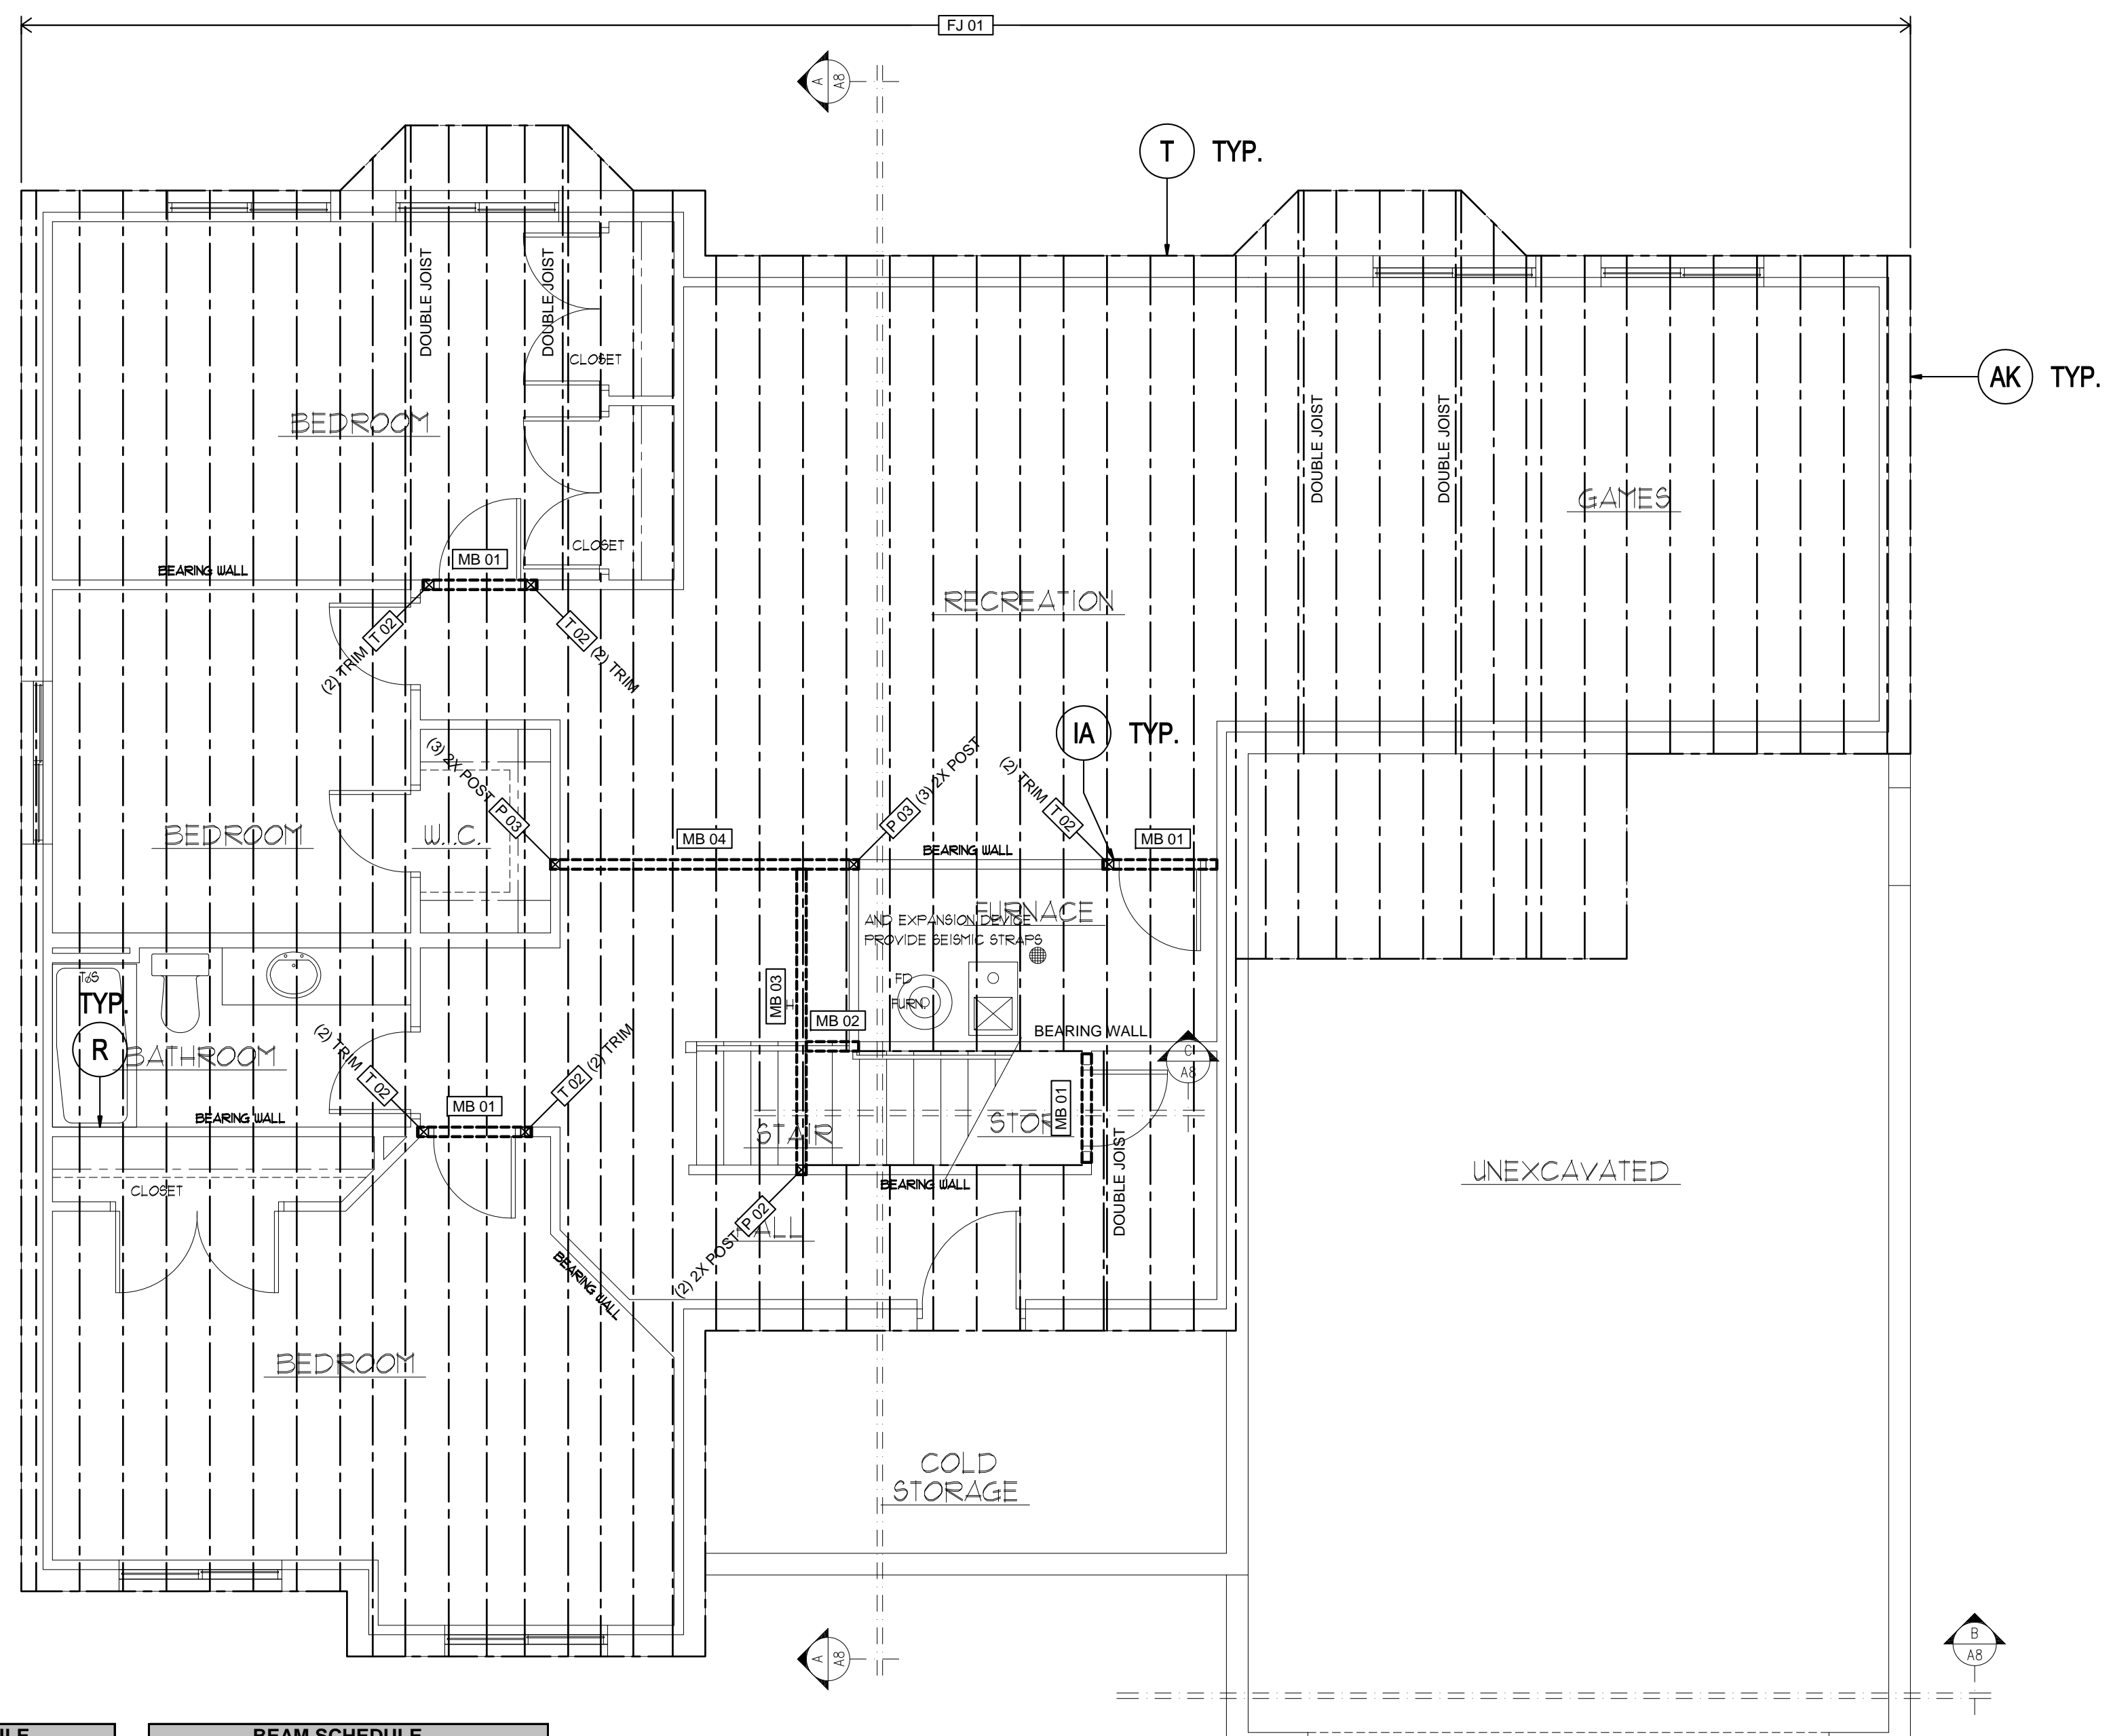 FJ 01
A
A8
T TYP.
AK TYP.
DOUBLE JOIST
DOUBLE JOIST
CLOSET
BEDROOM
DOUBLE JOIST
DOUBLE JOIST
GAMES
CLOSET
MB 01
BEARING WALL
RECREATION
(2) TRIM T 02
T 02 (2) TRIM
IA TYP.
(3) 2X POST P 03
P 03 (3) 2X POST
(2) TRIM T 02
BEDROOM
W.I.C.
MB 04
BEARING WALL
MB 01
FURNACE
AND EXPANSION DEVICE
PROVIDE SEISMIC STRAPS
T&S
TYP.
R
BATHROOM
FD
FURN.
MB 03
MB 02
BEARING WALL
C
A8
(2) TRIM T 02
T 02 (2) TRIM
MB 01
BEARING WALL
STAIR
MB 01
DOUBLE JOIST
UNEXCAVATED
CLOSET
BEARING WALL
(2) 2X POST P 02
BEARING WALL
BEDROOM
COLD
STORAGE
A
A8
B
A8
BEAM SCHEDULE